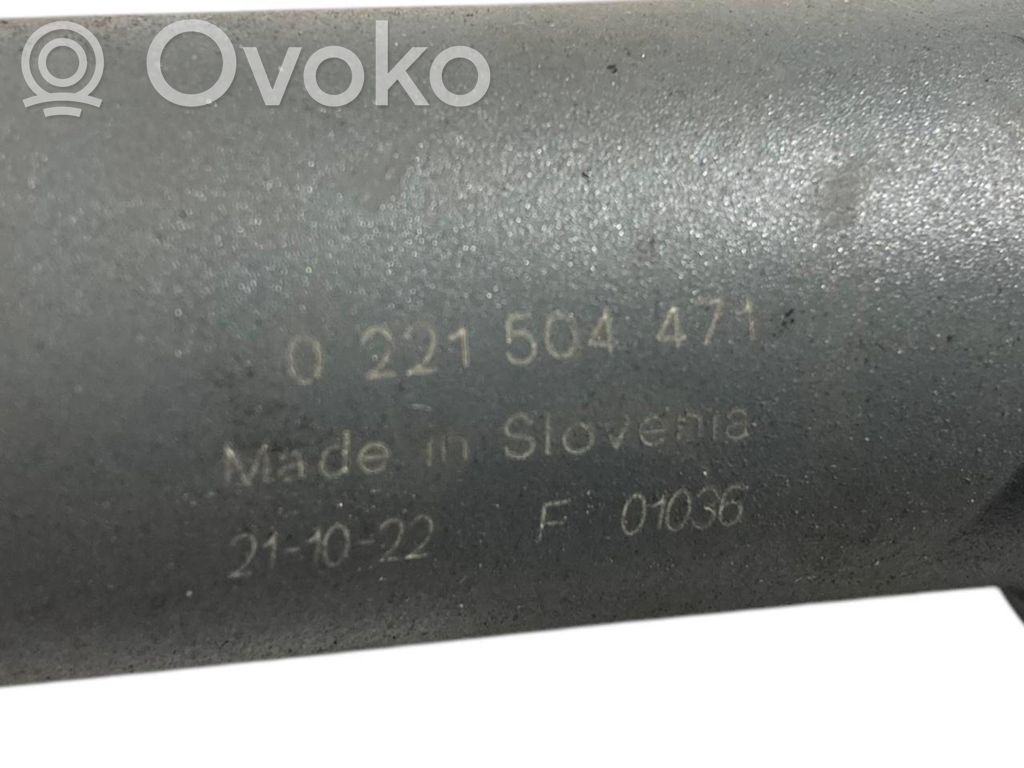 Ovoko
R
0 221 504 471
Made in Slovenia
21-10-22 F 01036